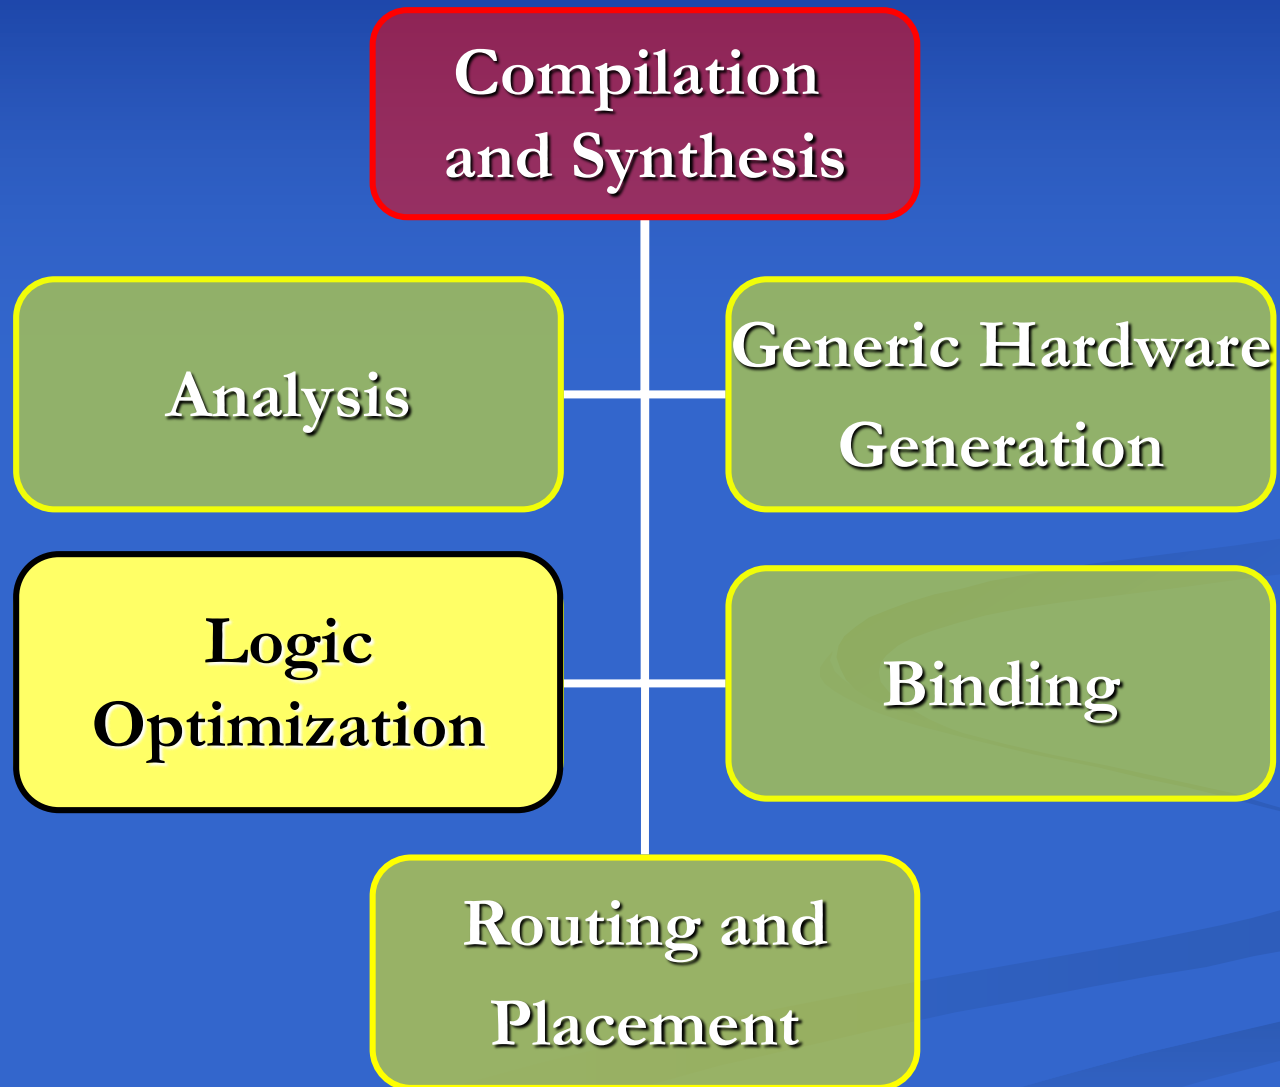 Compilation
and Synthesis
Analysis
Generic Hardware
Generation
Logic
Optimization
Binding
Routing and
Placement